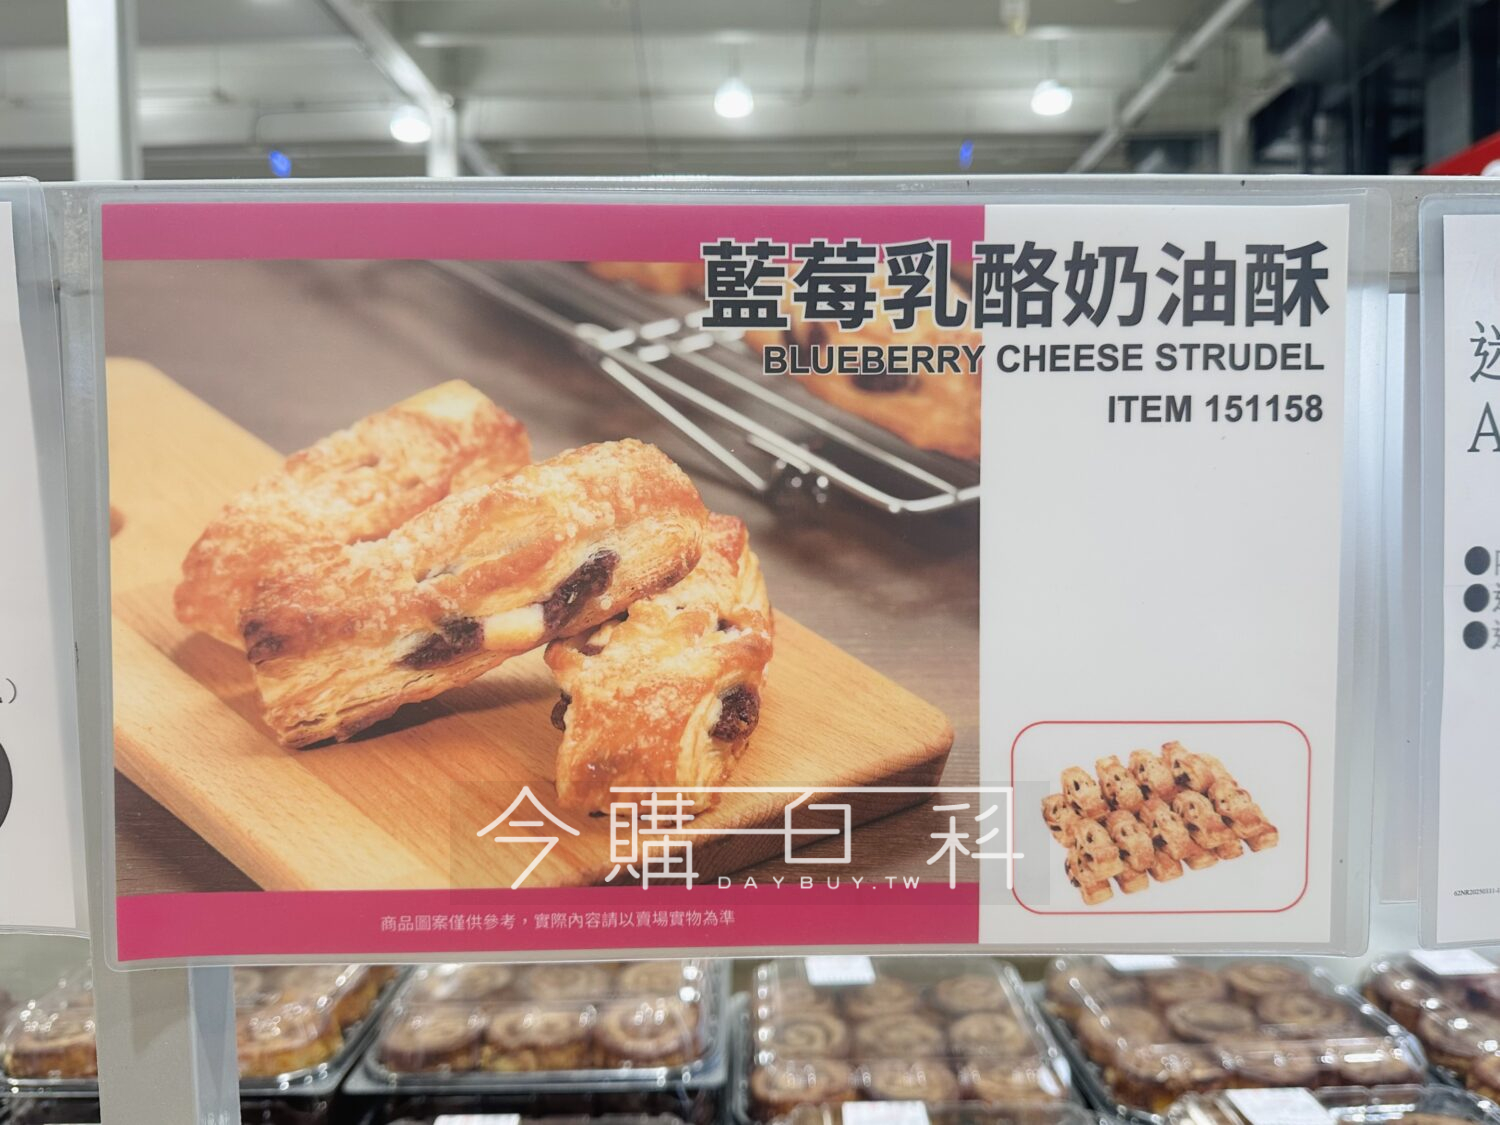 藍莓乳酪奶油酥
BLUEBERRY CHEESE STRUDEL
ITEM 151158
今購百科
DAYBUY.TW
商品圖案僅供參考，實際內容請以賣場實物為準
A